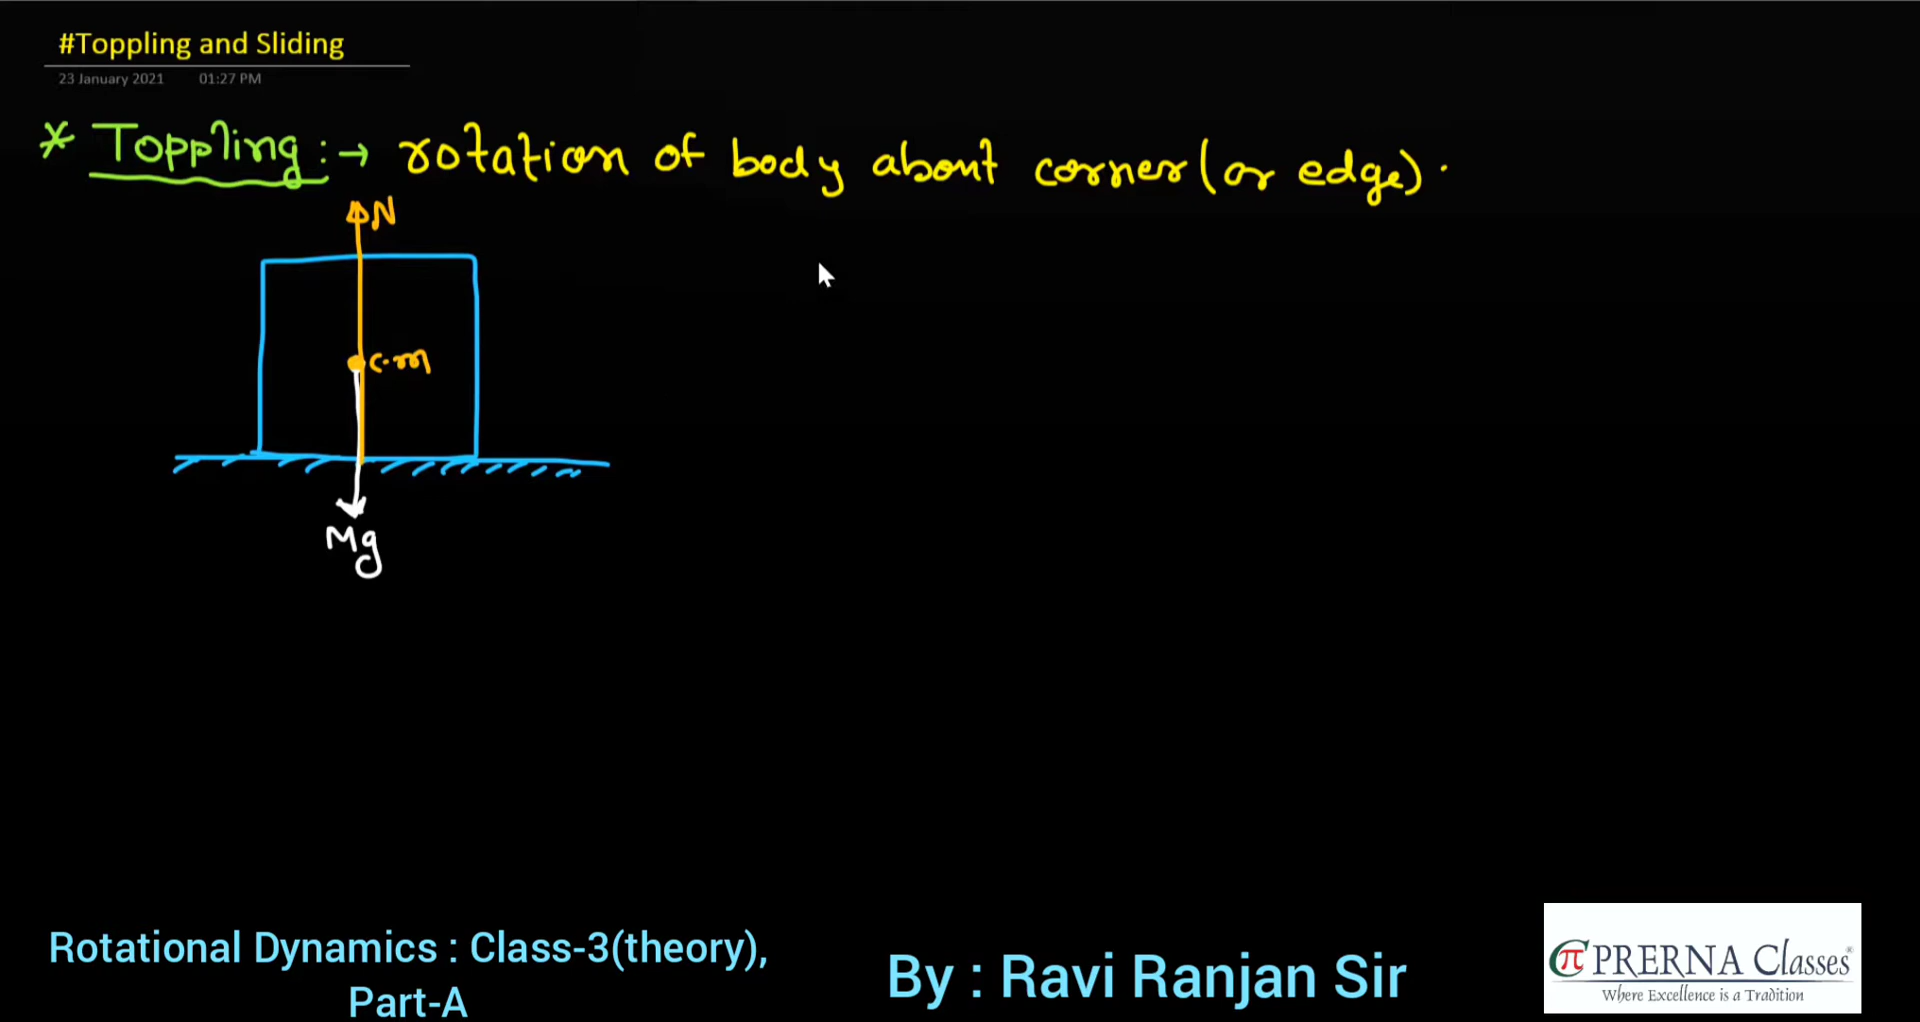 #Toppling and Sliding
23 January 2021 01:27 PM
* Toppling :→ rotation of body about corner (or edge).
N
c.m
Mg
Rotational Dynamics : Class-3(theory),
Part-A
By : Ravi Ranjan Sir
π PRERNA Classes®
Where Excellence is a Tradition